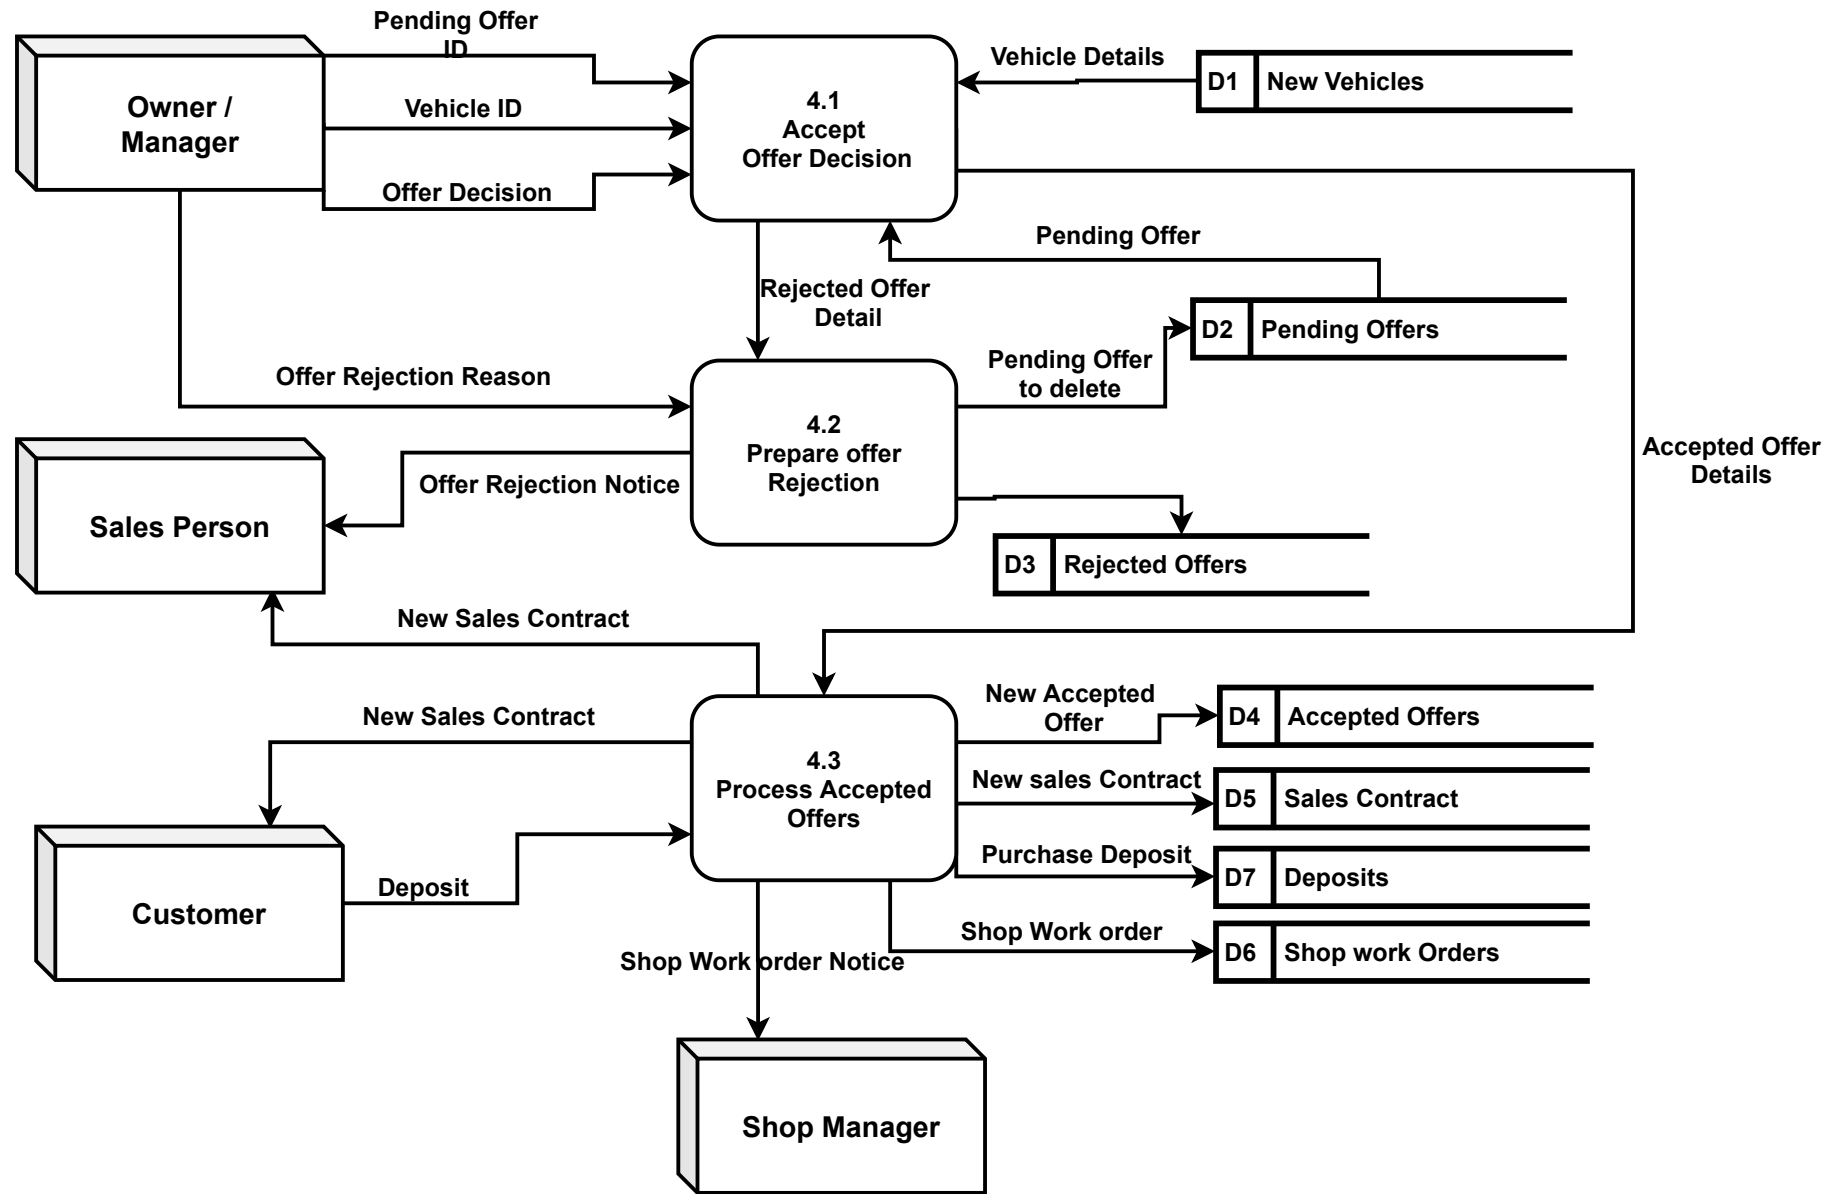 Pending Offer
ID
Owner /
Manager
Vehicle ID
Offer Decision
4.1
Accept
Offer Decision
Vehicle Details
D1
New Vehicles
Pending Offer
Rejected Offer
Detail
D2
Pending Offers
Offer Rejection Reason
4.2
Prepare offer
Rejection
Pending Offer
to delete
Accepted Offer
Details
Sales Person
Offer Rejection Notice
D3
Rejected Offers
New Sales Contract
New Sales Contract
4.3
Process Accepted
Offers
New Accepted
Offer
D4
Accepted Offers
New sales Contract
D5
Sales Contract
Purchase Deposit
D7
Deposits
Customer
Deposit
Shop Work order
D6
Shop work Orders
Shop Work order Notice
Shop Manager